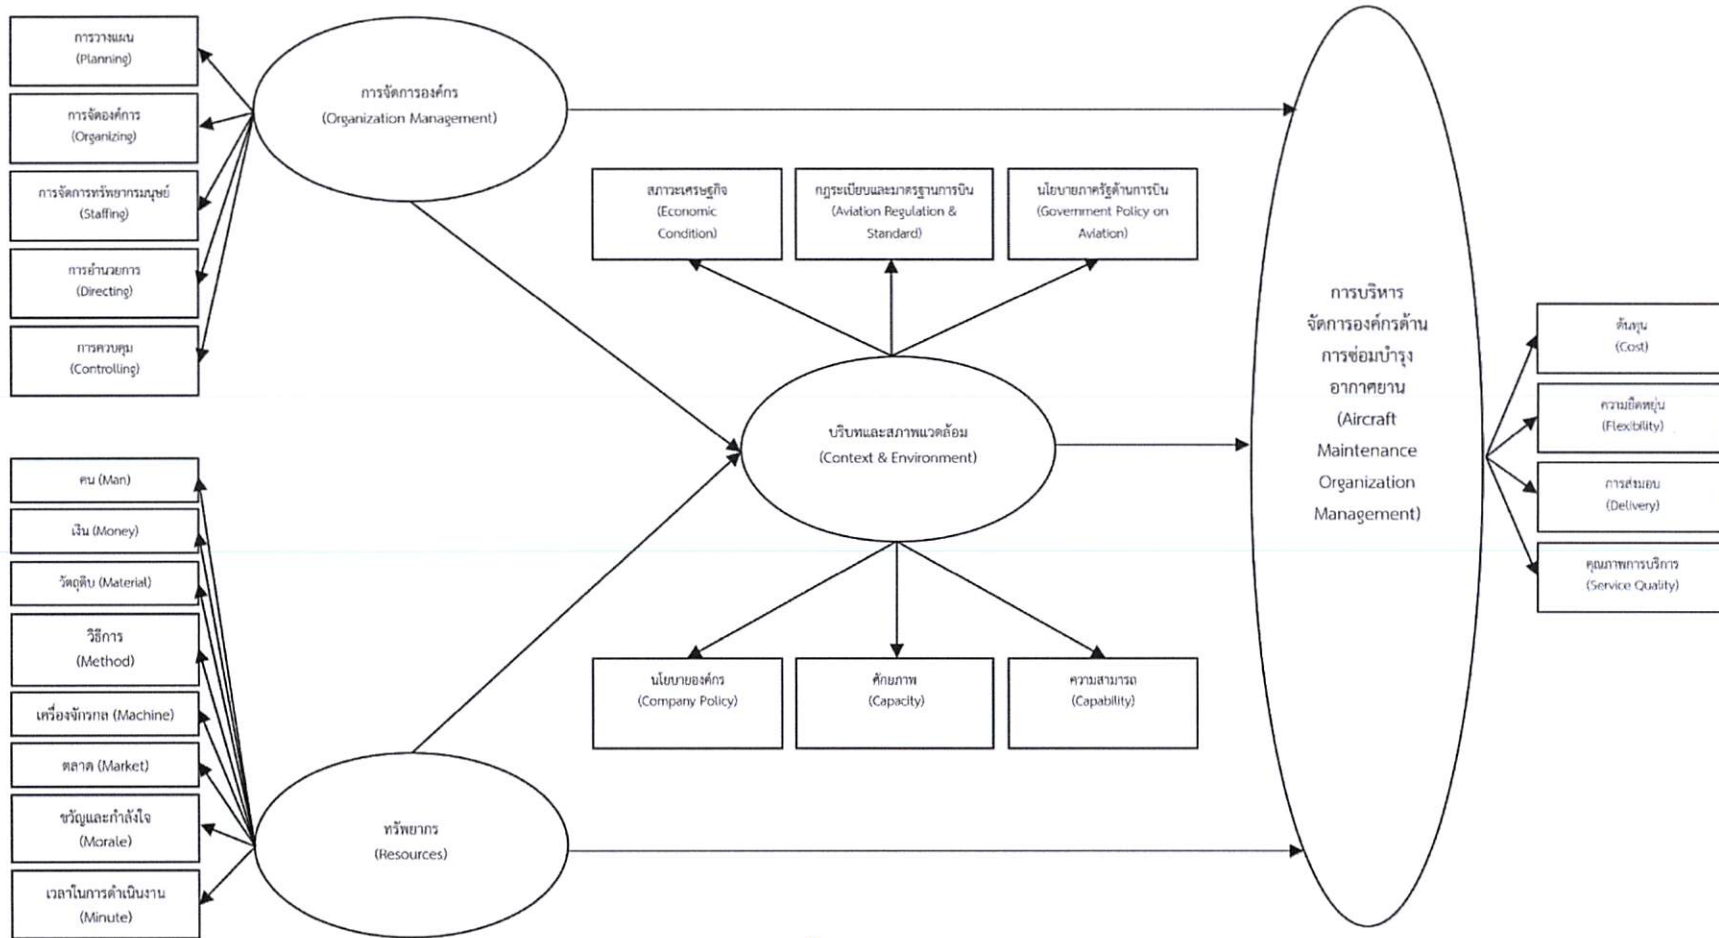 การวางแผน
(Planning)
การจัดองค์การ
(Organizing)
การจัดการทรัพยากรมนุษย์
(Staffing)
การอำนวยการ
(Directing)
การควบคุม
(Controlling)
การจัดการองค์กร
(Organization Management)
สภาวะเศรษฐกิจ
(Economic
Condition)
กฎระเบียบและมาตรฐานการบิน
(Aviation Regulation &
Standard)
นโยบายภาครัฐด้านการบิน
(Government Policy on
Aviation)
บริบทและสภาพแวดล้อม
(Context & Environment)
นโยบายองค์กร
(Company Policy)
ศักยภาพ
(Capacity)
ความสามารถ
(Capability)
คน (Man)
เงิน (Money)
วัตถุดิบ (Material)
วิธีการ
(Method)
เครื่องจักรกล (Machine)
ตลาด (Market)
ขวัญและกำลังใจ
(Morale)
เวลาในการดำเนินงาน
(Minute)
ทรัพยากร
(Resources)
การบริหาร
จัดการองค์กรด้าน
การซ่อมบำรุง
อากาศยาน
(Aircraft
Maintenance
Organization
Management)
ต้นทุน
(Cost)
ความยืดหยุ่น
(Flexibility)
การส่งมอบ
(Delivery)
คุณภาพการบริการ
(Service Quality)